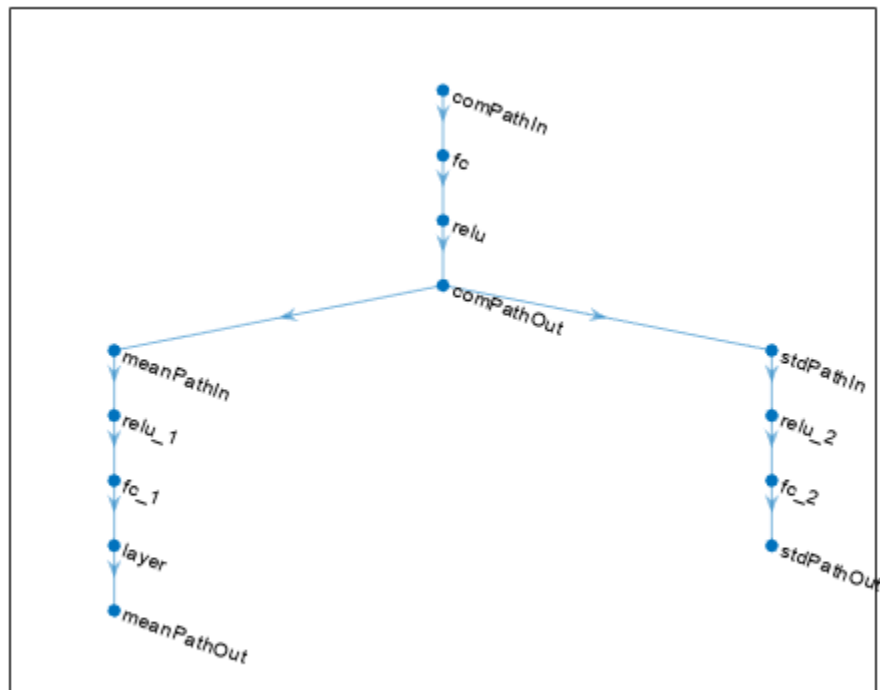 comPathIn
fc
relu
comPathOut
meanPathIn
relu_1
fc_1
layer
meanPathOut
stdPathIn
relu_2
fc_2
stdPathOut